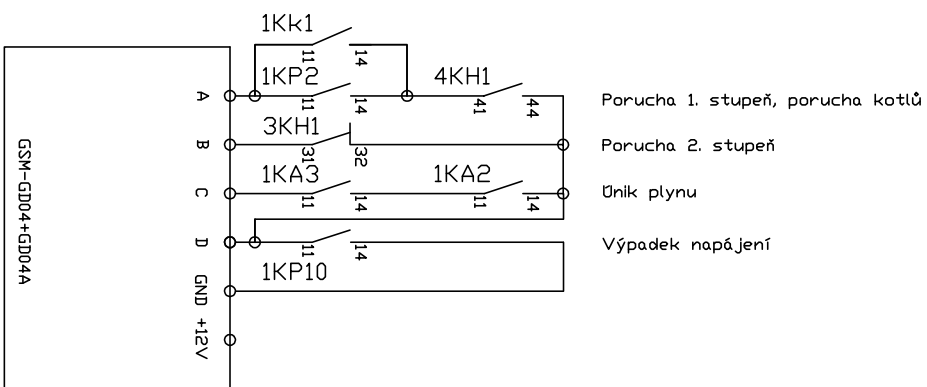 1Kk1
11 14
1KP2
11 14
4KH1
41 44
A
Porucha 1. stupeň, porucha kotlů
3KH1
31 32
B
Porucha 2. stupeň
1KA3
11 14
1KA2
11 14
C
Únik plynu
D
11 14
1KP10
Výpadek napájení
GND
+12V
GSM-GD04+GD04A